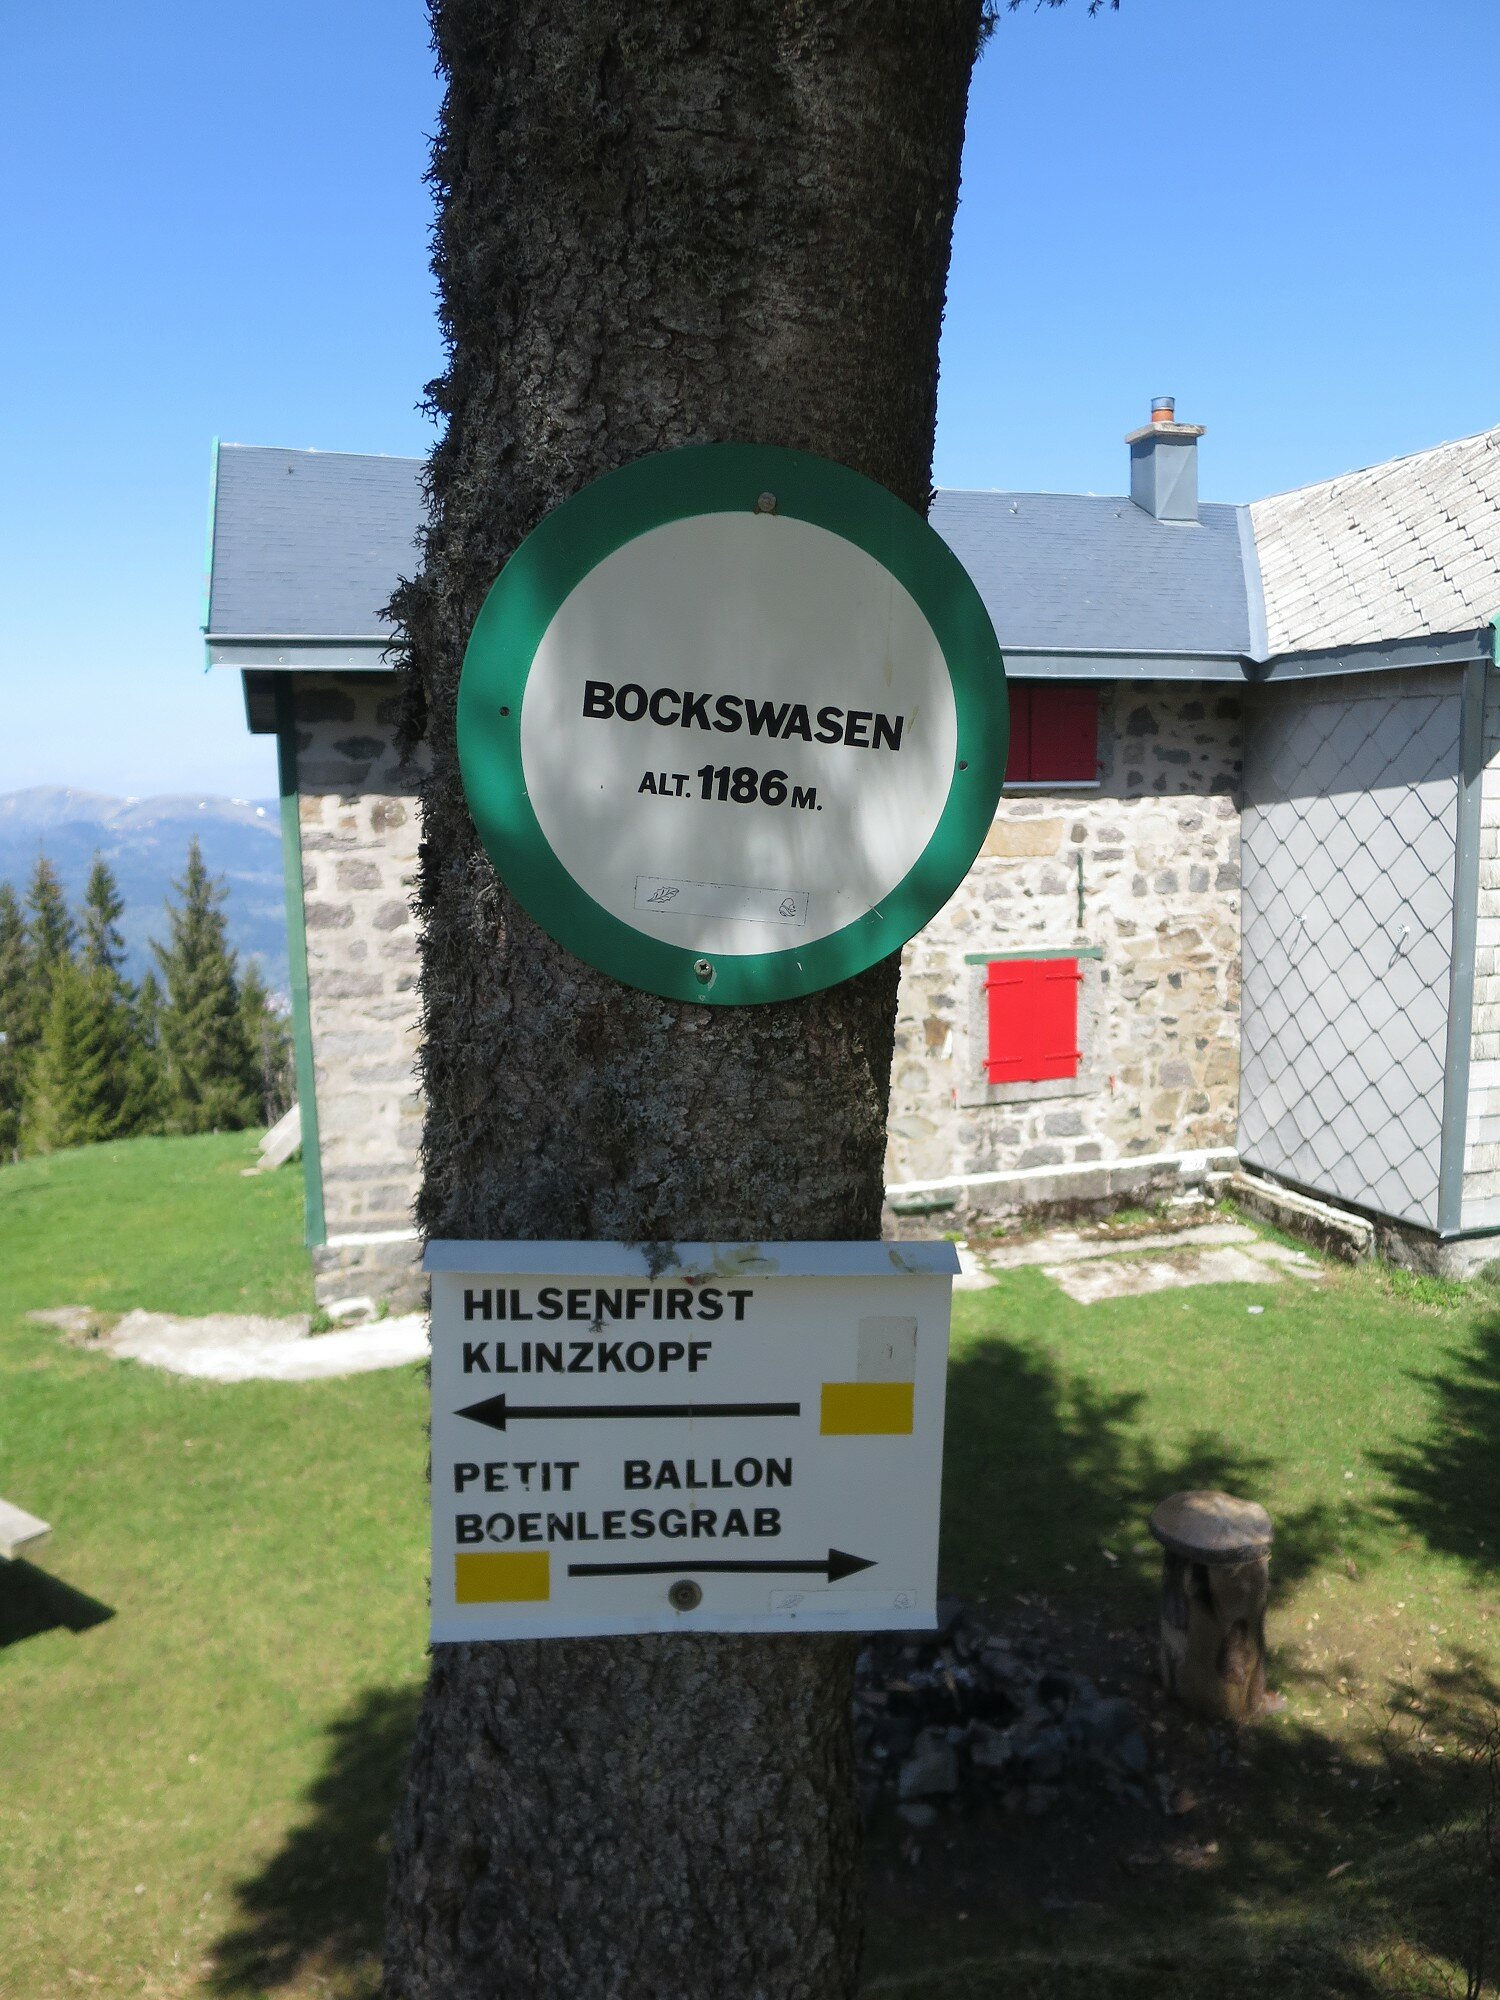 BOCKSWASEN
ALT. 1186 M.
HILSENFIRST
KLINZKOPF
PETIT BALLON
BOENLESGRAB